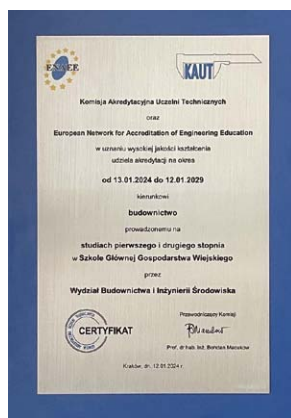 ENAEE
KAUT
Komisja Akredytacyjna Uczelni Technicznych
oraz
European Network for Accreditation of Engineering Education
w uznaniu wysokiej jakości kształcenia
udziela akredytacji na okres
od 13.01.2024 do 12.01.2029
kierunkowi
budownictwo
prowadzonemu na
studiach pierwszego i drugiego stopnia
w Szkole Głównej Gospodarstwa Wiejskiego
przez
Wydział Budownictwa i Inżynierii Środowiska
CERTYFIKAT
Przewodniczący Komisji
Prof. dr hab. inż. Bohdan
Kraków, dn. 12.01.2024 r.